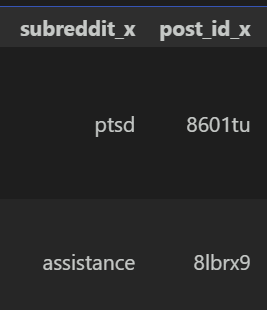 subreddit_x post_id_x
ptsd 8601tu
assistance 8lbrx9